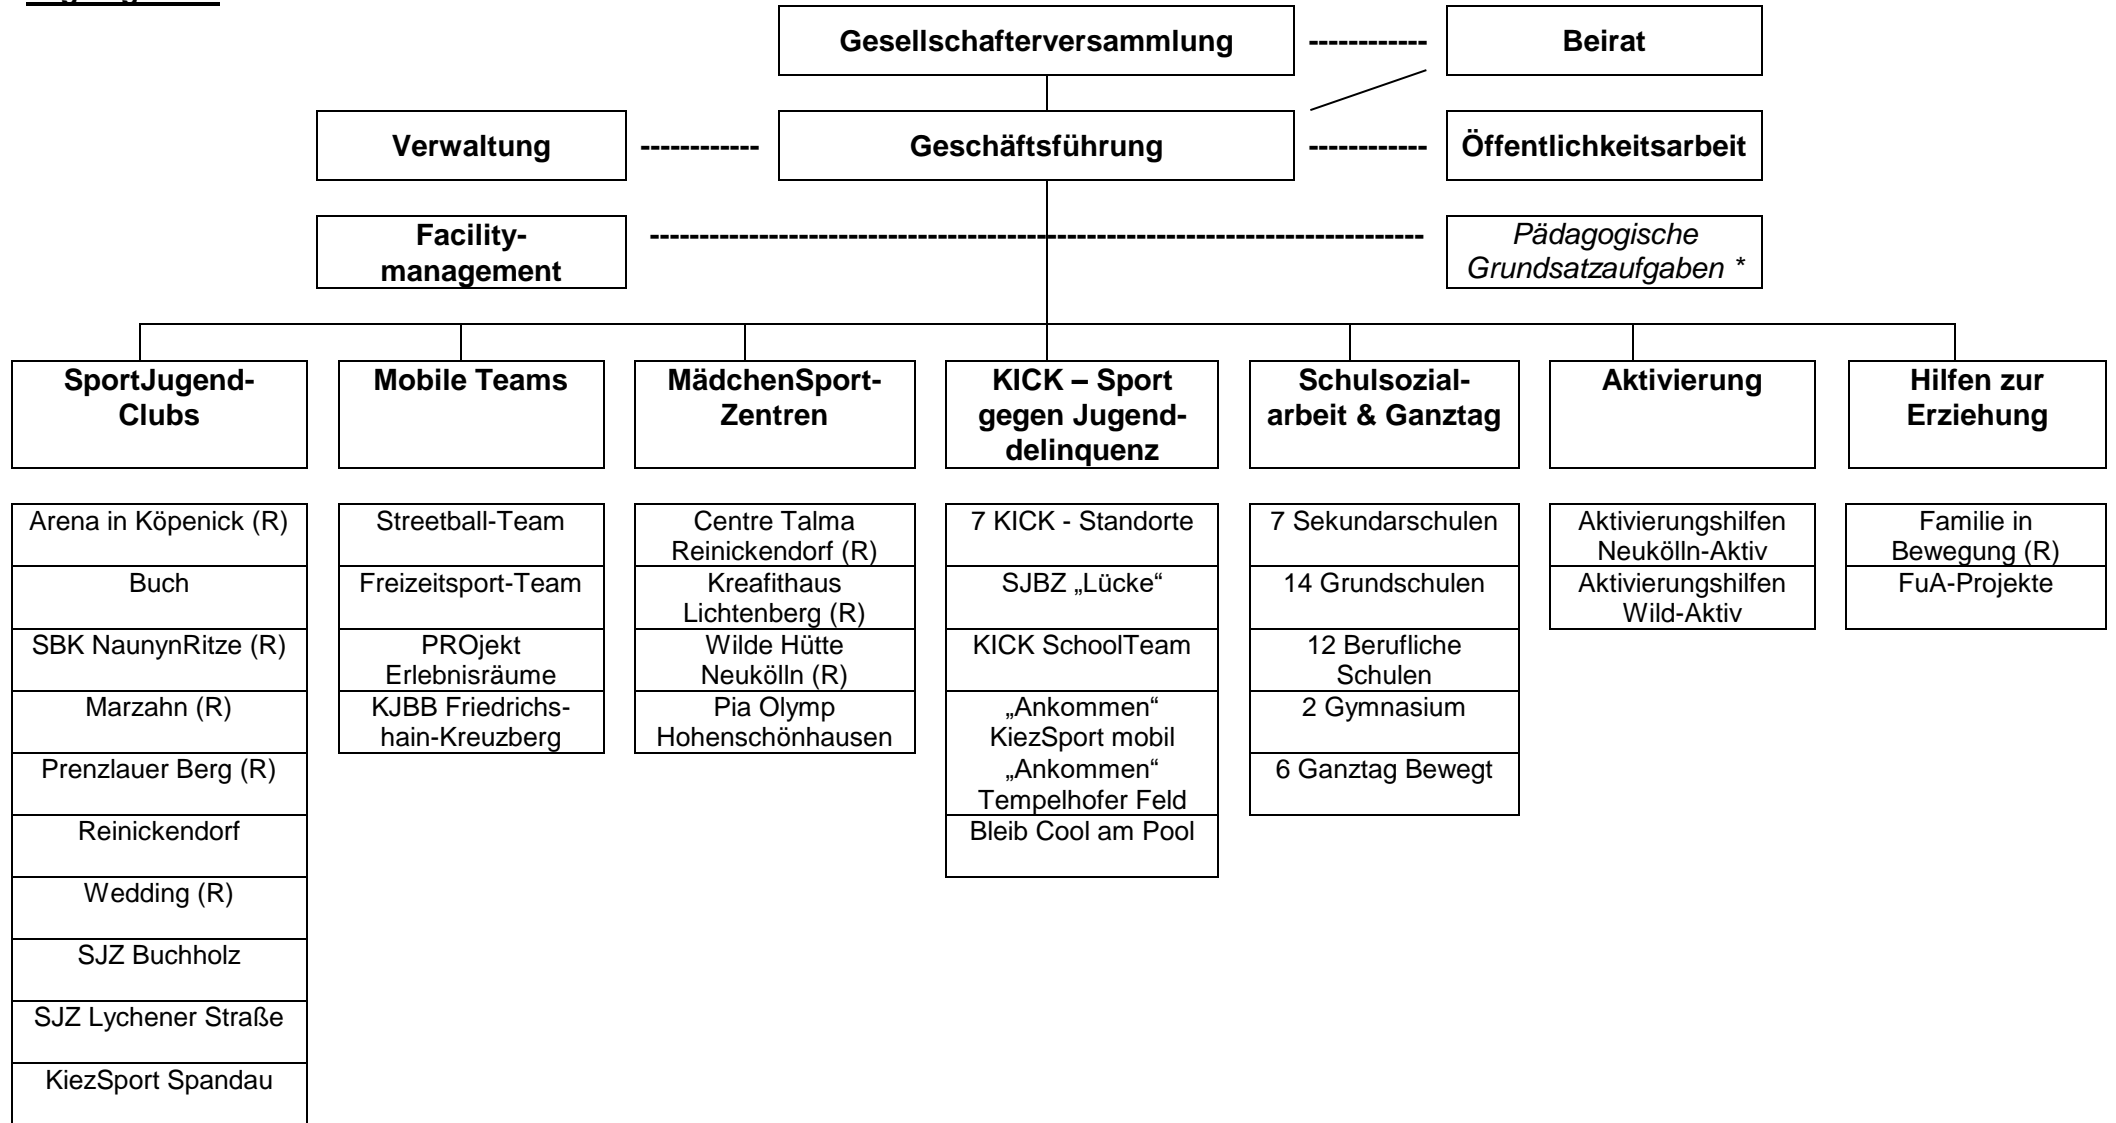 Gesellschafterversammlung ------------ Beirat
Verwaltung ------------ Geschäftsführung ------------ Öffentlichkeitsarbeit
Facility-
management
Pädagogische
Grundsatzaufgaben *
SportJugend-
Clubs
Mobile Teams
MädchenSport-
Zentren
KICK – Sport
gegen Jugend-
delinquenz
Schulsozial-
arbeit & Ganztag
Aktivierung
Hilfen zur
Erziehung
Arena in Köpenick (R)
Buch
SBK NaunynRitze (R)
Marzahn (R)
Prenzlauer Berg (R)
Reinickendorf
Wedding (R)
SJZ Buchholz
SJZ Lychener Straße
KiezSport Spandau
Streetball-Team
Freizeitsport-Team
PROjekt
Erlebnisräume
KJBB Friedrichs-
hain-Kreuzberg
Centre Talma
Reinickendorf (R)
Kreafithaus
Lichtenberg (R)
Wilde Hütte
Neukölln (R)
Pia Olymp
Hohenschönhausen
7 KICK - Standorte
SJBZ „Lücke“
KICK SchoolTeam
„Ankommen“
KiezSport mobil
„Ankommen“
Tempelhofer Feld
Bleib Cool am Pool
7 Sekundarschulen
14 Grundschulen
12 Berufliche
Schulen
2 Gymnasium
6 Ganztag Bewegt
Aktivierungshilfen
Neukölln-Aktiv
Aktivierungshilfen
Wild-Aktiv
Familie in
Bewegung (R)
FuA-Projekte